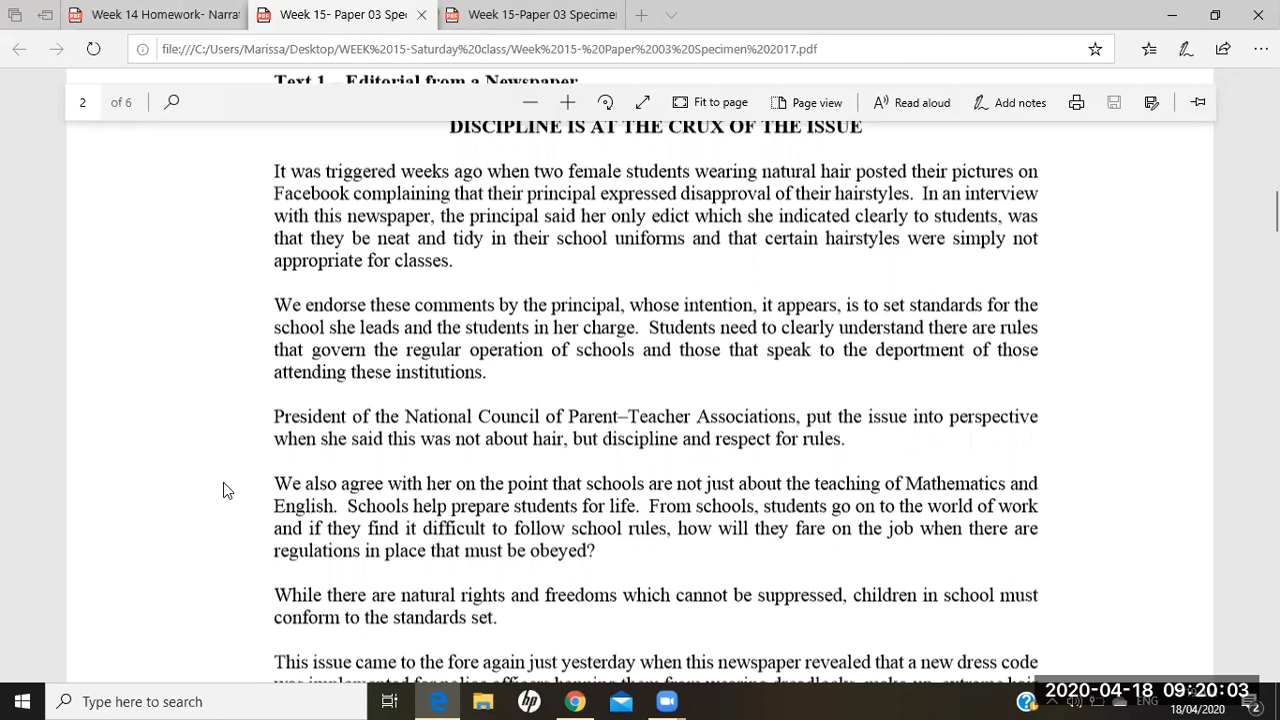 Week 14 Homework- Narrat
Week 15- Paper 03 Spec
Week 15-Paper 03 Specimen
file:///C:/Users/Marissa/Desktop/WEEK%2015-Saturday%20class/Week%2015-%20Paper%2003%20Specimen%202017.pdf
Text 1 Editorial from a Newspaper
2 of 6
Fit to page
Page view
Read aloud
Add notes
DISCIPLINE IS AT THE CRUX OF THE ISSUE
It was triggered weeks ago when two female students wearing natural hair posted their pictures on
Facebook complaining that their principal expressed disapproval of their hairstyles. In an interview
with this newspaper, the principal said her only edict which she indicated clearly to students, was
that they be neat and tidy in their school uniforms and that certain hairstyles were simply not
appropriate for classes.
We endorse these comments by the principal, whose intention, it appears, is to set standards for the
school she leads and the students in her charge. Students need to clearly understand there are rules
that govern the regular operation of schools and those that speak to the deportment of those
attending these institutions.
President of the National Council of Parent–Teacher Associations, put the issue into perspective
when she said this was not about hair, but discipline and respect for rules.
We also agree with her on the point that schools are not just about the teaching of Mathematics and
English. Schools help prepare students for life. From schools, students go on to the world of work
and if they find it difficult to follow school rules, how will they fare on the job when there are
regulations in place that must be obeyed?
While there are natural rights and freedoms which cannot be suppressed, children in school must
conform to the standards set.
This issue came to the fore again just yesterday when this newspaper revealed that a new dress code
Type here to search
hp
2020-04-18 09:20:03
ENG
18/04/2020
2